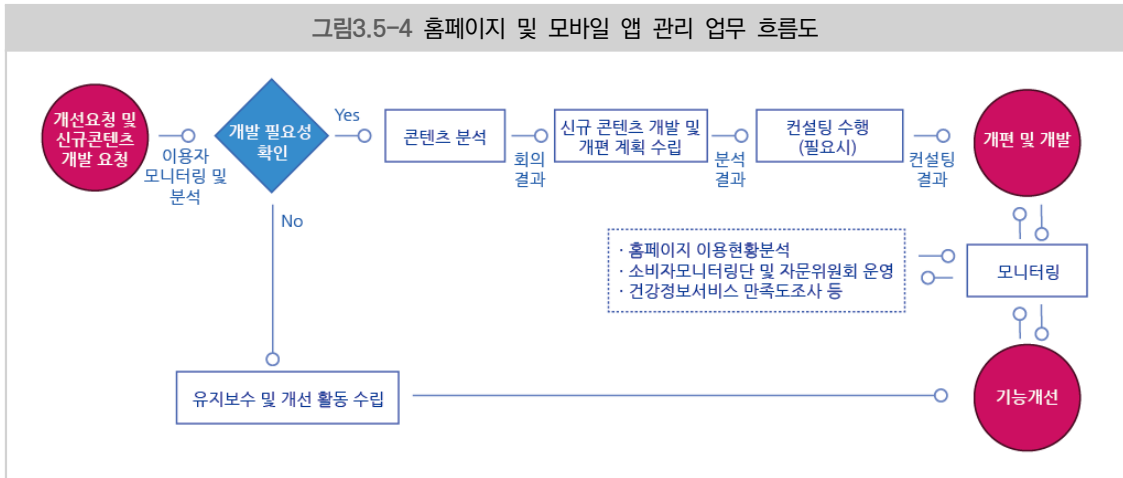 그림3.5-4 홈페이지 및 모바일 앱 관리 업무 흐름도
개선요청 및
신규콘텐츠
개발 요청
이용자
모니터링 및
분석
개발 필요성
확인
Yes
콘텐츠 분석
회의
결과
신규 콘텐츠 개발 및
개편 계획 수립
분석
결과
컨설팅 수행
(필요시)
컨설팅
결과
개편 및 개발
No
· 홈페이지 이용현황분석
· 소비자모니터링단 및 자문위원회 운영
· 건강정보서비스 만족도조사 등
모니터링
유지보수 및 개선 활동 수립
기능개선